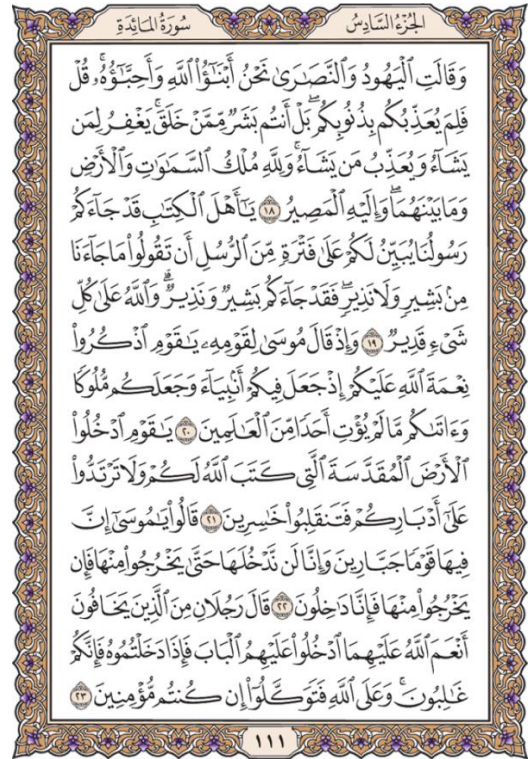 الجُزْءُ السَّادِسُ
سُورَةُ المَائِدَةِ
وَقَالَتِ ٱلۡيَهُودُ وَٱلنَّصَٰرَىٰ نَحۡنُ أَبۡنَٰٓؤُاْ ٱللَّهِ وَأَحِبَّٰٓؤُهُۥۚ قُلۡ
فَلِمَ يُعَذِّبُكُم بِذُنُوبِكُمۖ بَلۡ أَنتُم بَشَرٞ مِّمَّنۡ خَلَقَۚ يَغۡفِرُ لِمَن
يَشَآءُ وَيُعَذِّبُ مَن يَشَآءُۚ وَلِلَّهِ مُلۡكُ ٱلسَّمَٰوَٰتِ وَٱلۡأَرۡضِ
وَمَا بَيۡنَهُمَاۖ وَإِلَيۡهِ ٱلۡمَصِيرُ ١٨ يَٰٓأَهۡلَ ٱلۡكِتَٰبِ قَدۡ جَآءَكُمۡ
رَسُولُنَا يُبَيِّنُ لَكُمۡ عَلَىٰ فَتۡرَةٖ مِّنَ ٱلرُّسُلِ أَن تَقُولُواْ مَا جَآءَنَا
مِنۢ بَشِيرٖ وَلَا نَذِيرٖۖ فَقَدۡ جَآءَكُم بَشِيرٞ وَنَذِيرٞۗ وَٱللَّهُ عَلَىٰ كُلِّ
شَيۡءٖ قَدِيرٞ ١٩ وَإِذۡ قَالَ مُوسَىٰ لِقَوۡمِهِۦ يَٰقَوۡمِ ٱذۡكُرُواْ
نِعۡمَةَ ٱللَّهِ عَلَيۡكُمۡ إِذۡ جَعَلَ فِيكُمۡ أَنۢبِيَآءَ وَجَعَلَكُم مُّلُوكٗا
وَءَاتَىٰكُم مَّا لَمۡ يُؤۡتِ أَحَدٗا مِّنَ ٱلۡعَٰلَمِينَ ٢٠ يَٰقَوۡمِ ٱدۡخُلُواْ
ٱلۡأَرۡضَ ٱلۡمُقَدَّسَةَ ٱلَّتِي كَتَبَ ٱللَّهُ لَكُمۡ وَلَا تَرۡتَدُّواْ
عَلَىٰٓ أَدۡبَارِكُمۡ فَتَنقَلِبُواْ خَٰسِرِينَ ٢١ قَالُواْ يَٰمُوسَىٰٓ إِنَّ
فِيهَا قَوۡمٗا جَبَّارِينَ وَإِنَّا لَن نَّدۡخُلَهَا حَتَّىٰ يَخۡرُجُواْ مِنۡهَا فَإِن
يَخۡرُجُواْ مِنۡهَا فَإِنَّا دَٰخِلُونَ ٢٢ قَالَ رَجُلَانِ مِنَ ٱلَّذِينَ يَخَافُونَ
أَنۡعَمَ ٱللَّهُ عَلَيۡهِمَا ٱدۡخُلُواْ عَلَيۡهِمُ ٱلۡبَابَ فَإِذَا دَخَلۡتُمُوهُ فَإِنَّكُمۡ
غَٰلِبُونَۚ وَعَلَى ٱللَّهِ فَتَوَكَّلُوٓاْ إِن كُنتُم مُّؤۡمِنِينَ ٢٣
١١١